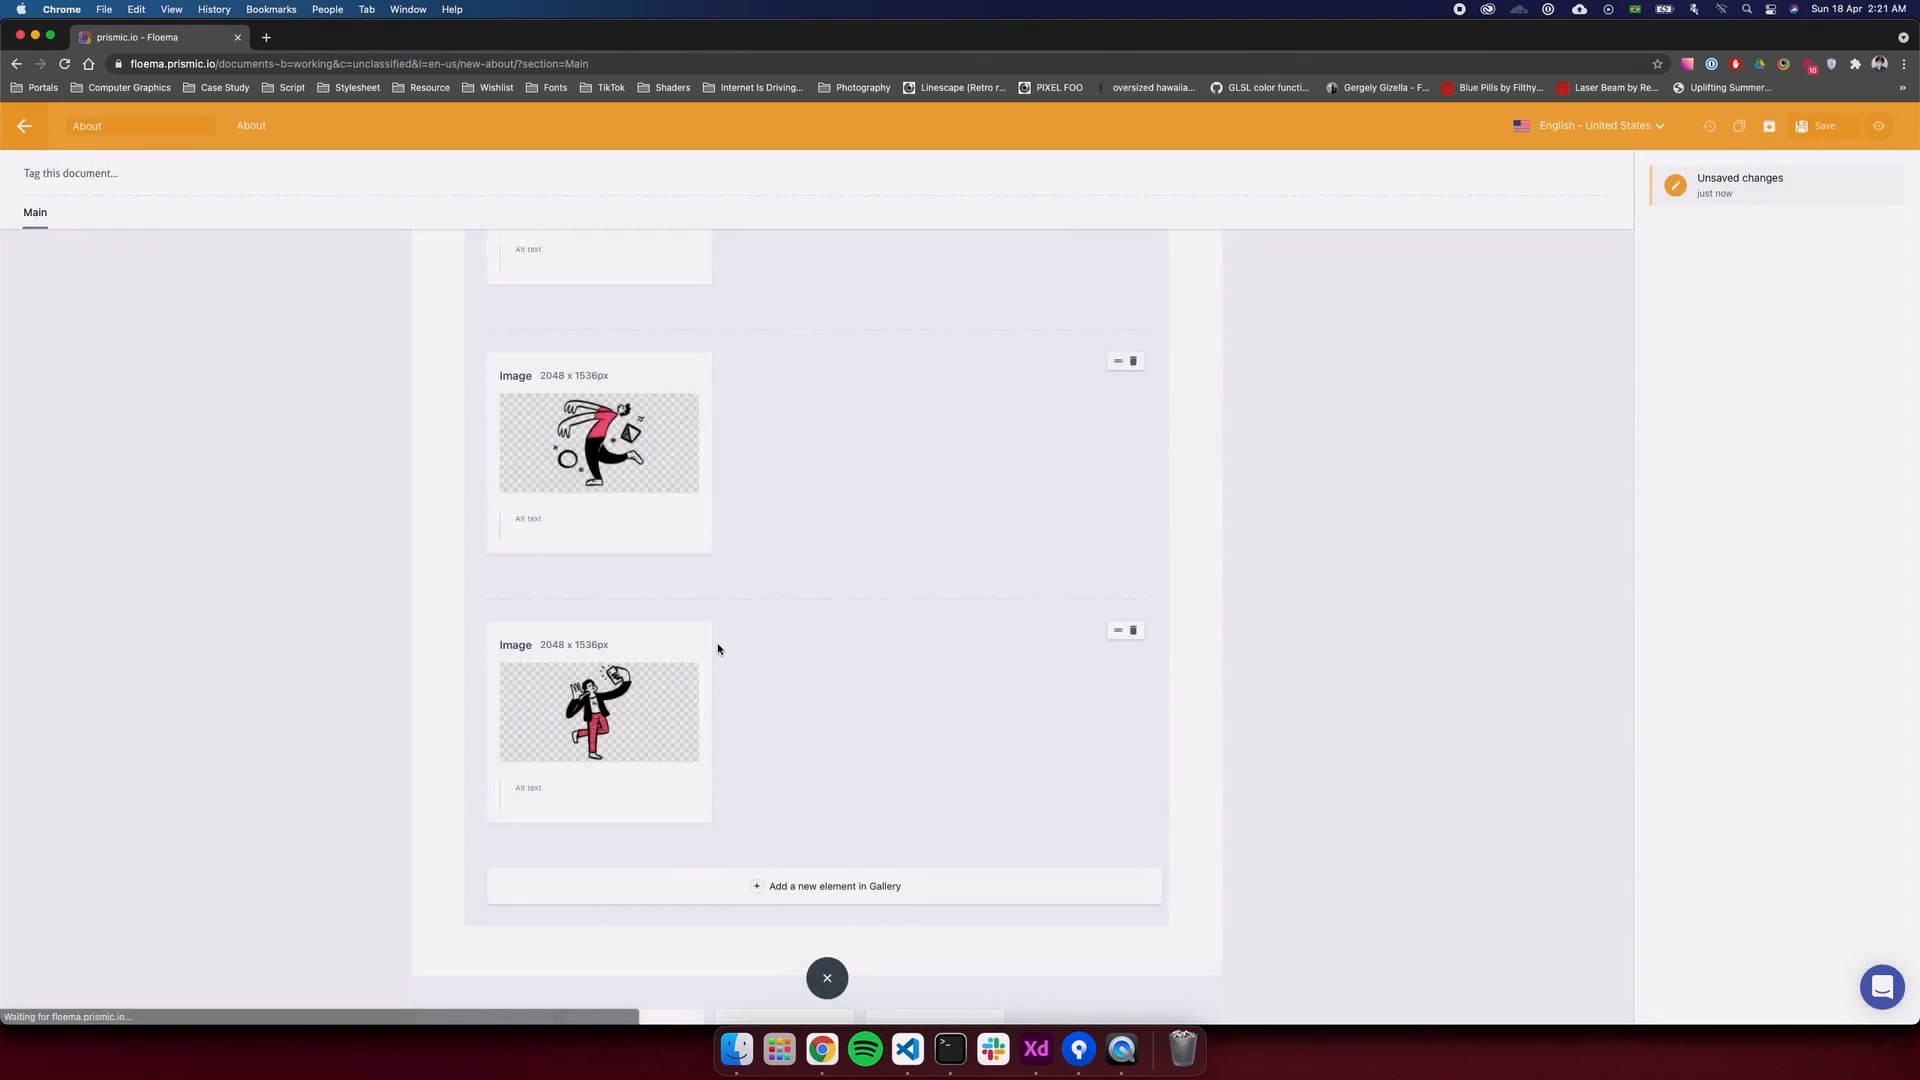 Chrome File Edit View History Bookmarks People Tab Window Help
Sun 18 Apr 2:21 AM
prismic.io - Floema
floema.prismic.io/documents~b=working&c=unclassified&l=en-us/new-about/?section=Main
10
Portals Computer Graphics Case Study Stylesheet Script Resource Wishlist Fonts TikTok Shaders Internet Is Driving... Photography Linescape (Retro r... PIXEL FOO oversized hawaiia... GLSL color functi... Gergely Gizella - F... Blue Pills by Filthy... Laser Beam by Re... Uplifting Summer... »
About About English - United States Save
Tag this document...
Unsaved changes
just now
Main
Alt text
Image 2048 x 1536px
Alt text
Image 2048 x 1536px
Alt text
Add a new element in Gallery
Waiting for floema.prismic.io...
Xd